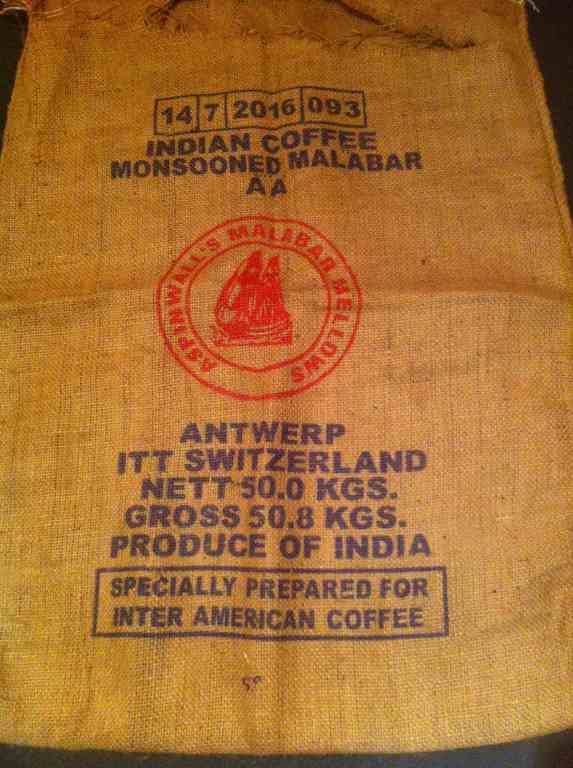 14 7 2016 093
INDIAN COFFEE
MONSOONED MALABAR
AA
ASPINWALL'S MALABAR MELLOWS
ANTWERP
ITT SWITZERLAND
NETT 50.0 KGS.
GROSS 50.8 KGS.
PRODUCE OF INDIA
SPECIALLY PREPARED FOR
INTER AMERICAN COFFEE